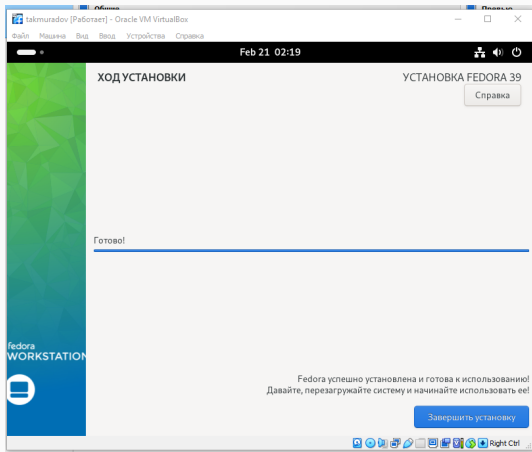 Общие
Превью
takmuradov [Работает] - Oracle VM VirtualBox
Файл Машина Вид Ввод Устройства Справка
Feb 21 02:19
ХОД УСТАНОВКИ
УСТАНОВКА FEDORA 39
Справка
Готово!
fedora
WORKSTATION
Fedora успешно установлена и готова к использованию!
Давайте, перезагружайте систему и начинайте использовать ее!
Завершить установку
Right Ctrl